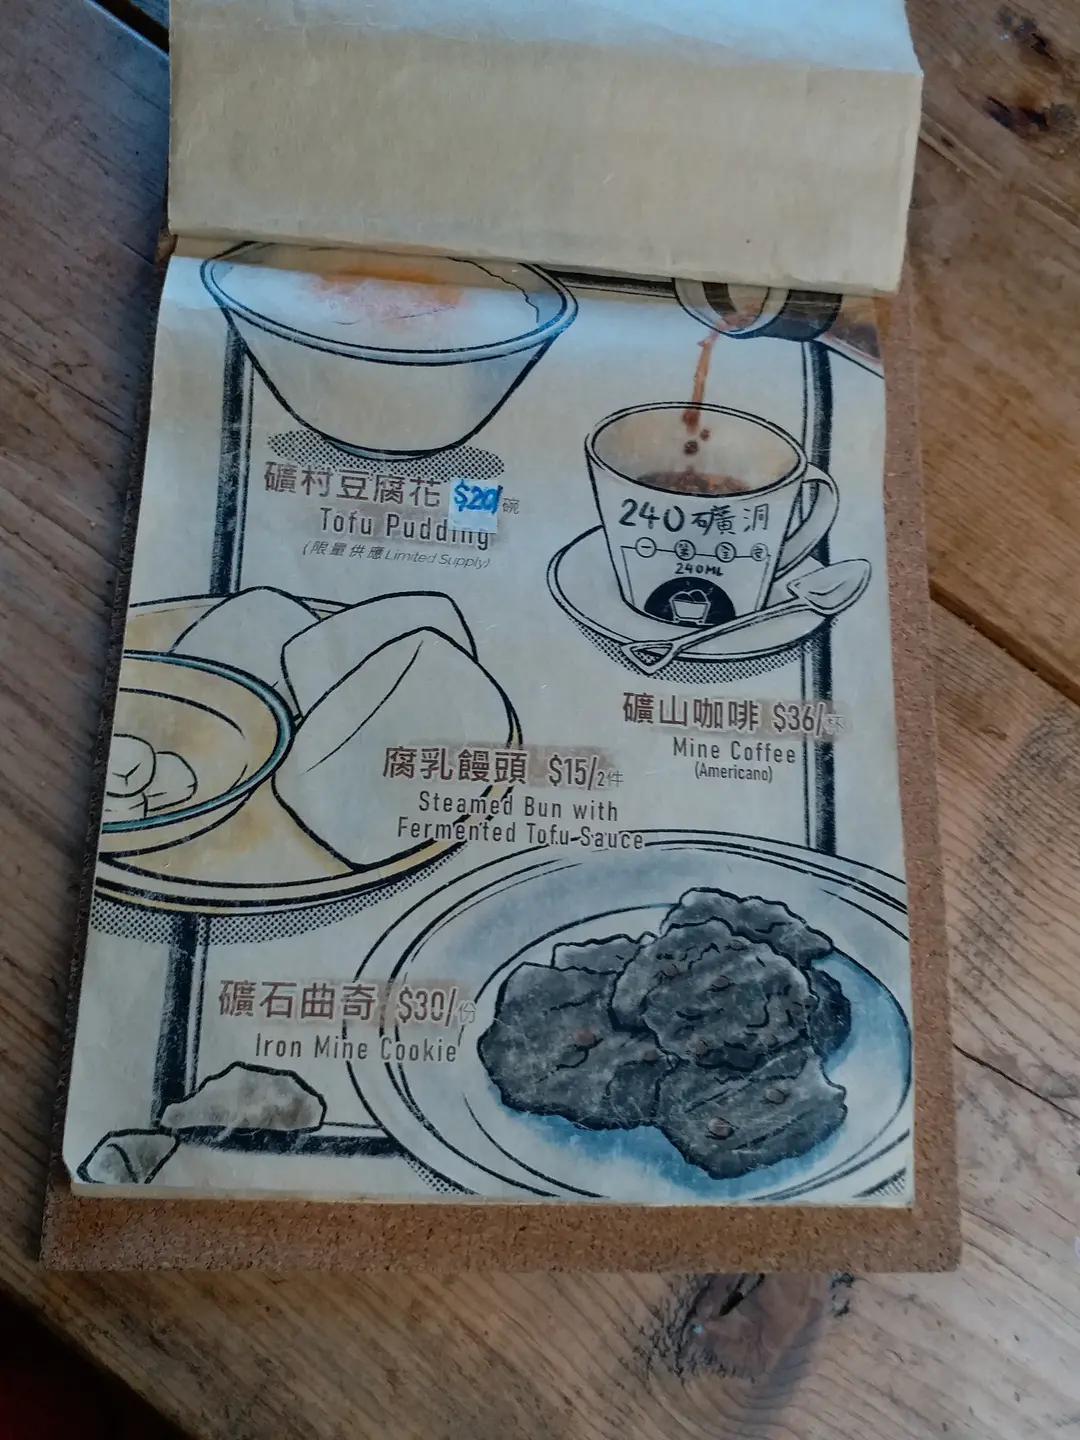 礦村豆腐花 $20/碗
Tofu Pudding
(限量供應 Limited Supply)
240礦洞
240ML
礦山咖啡 $36/杯
Mine Coffee
(Americano)
腐乳饅頭 $15/2件
Steamed Bun with
Fermented Tofu Sauce
礦石曲奇 $30/份
Iron Mine Cookie